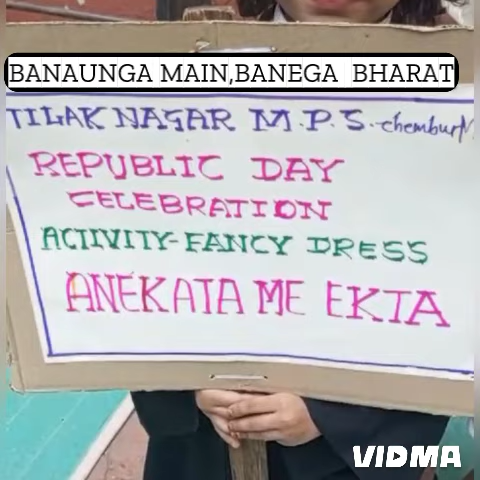 BANAUNGA MAIN,BANEGA BHARAT
TILAK NAGAR M.P.S. chembur
REPUBLIC DAY
CELEBRATION
ACTIVITY-FANCY DRESS
ANEKATA ME EKTA
VIDMA